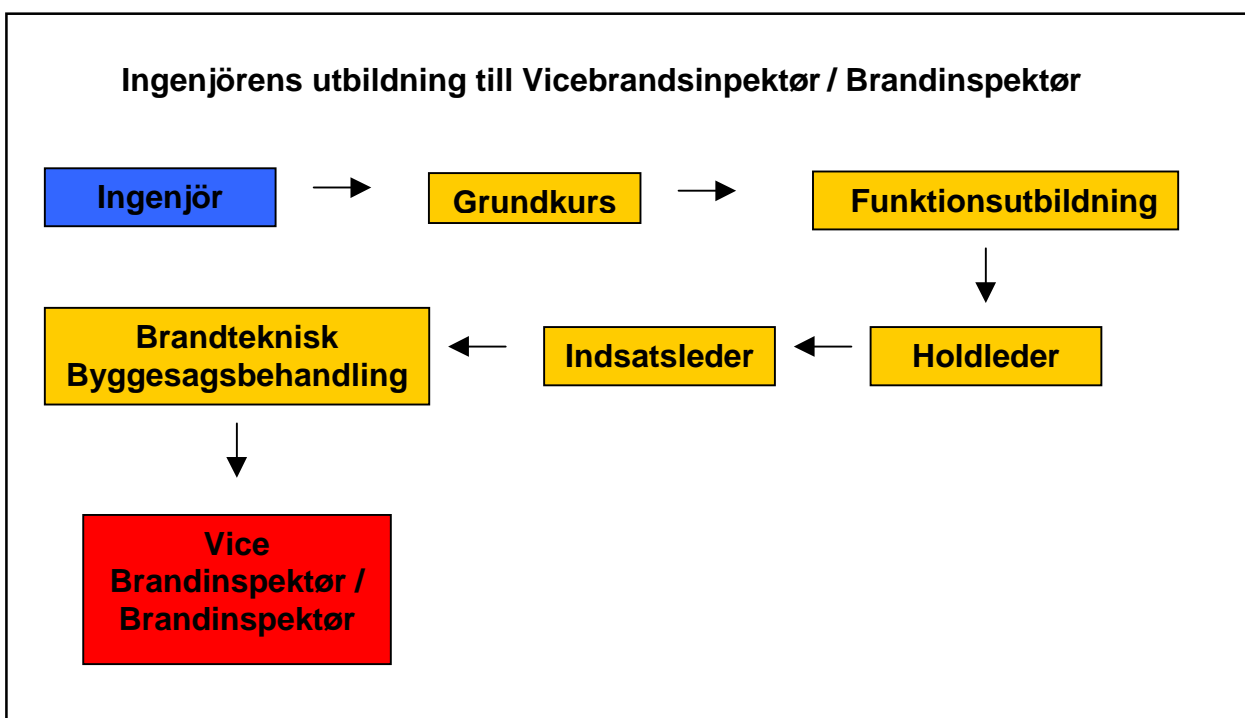 Ingenjörens utbildning till Vicebrandsinpektør / Brandinspektør
Ingenjör
Grundkurs
Funktionsutbildning
Holdleder
Indsatsleder
Brandteknisk
Byggesagsbehandling
Vice
Brandinspektør /
Brandinspektør